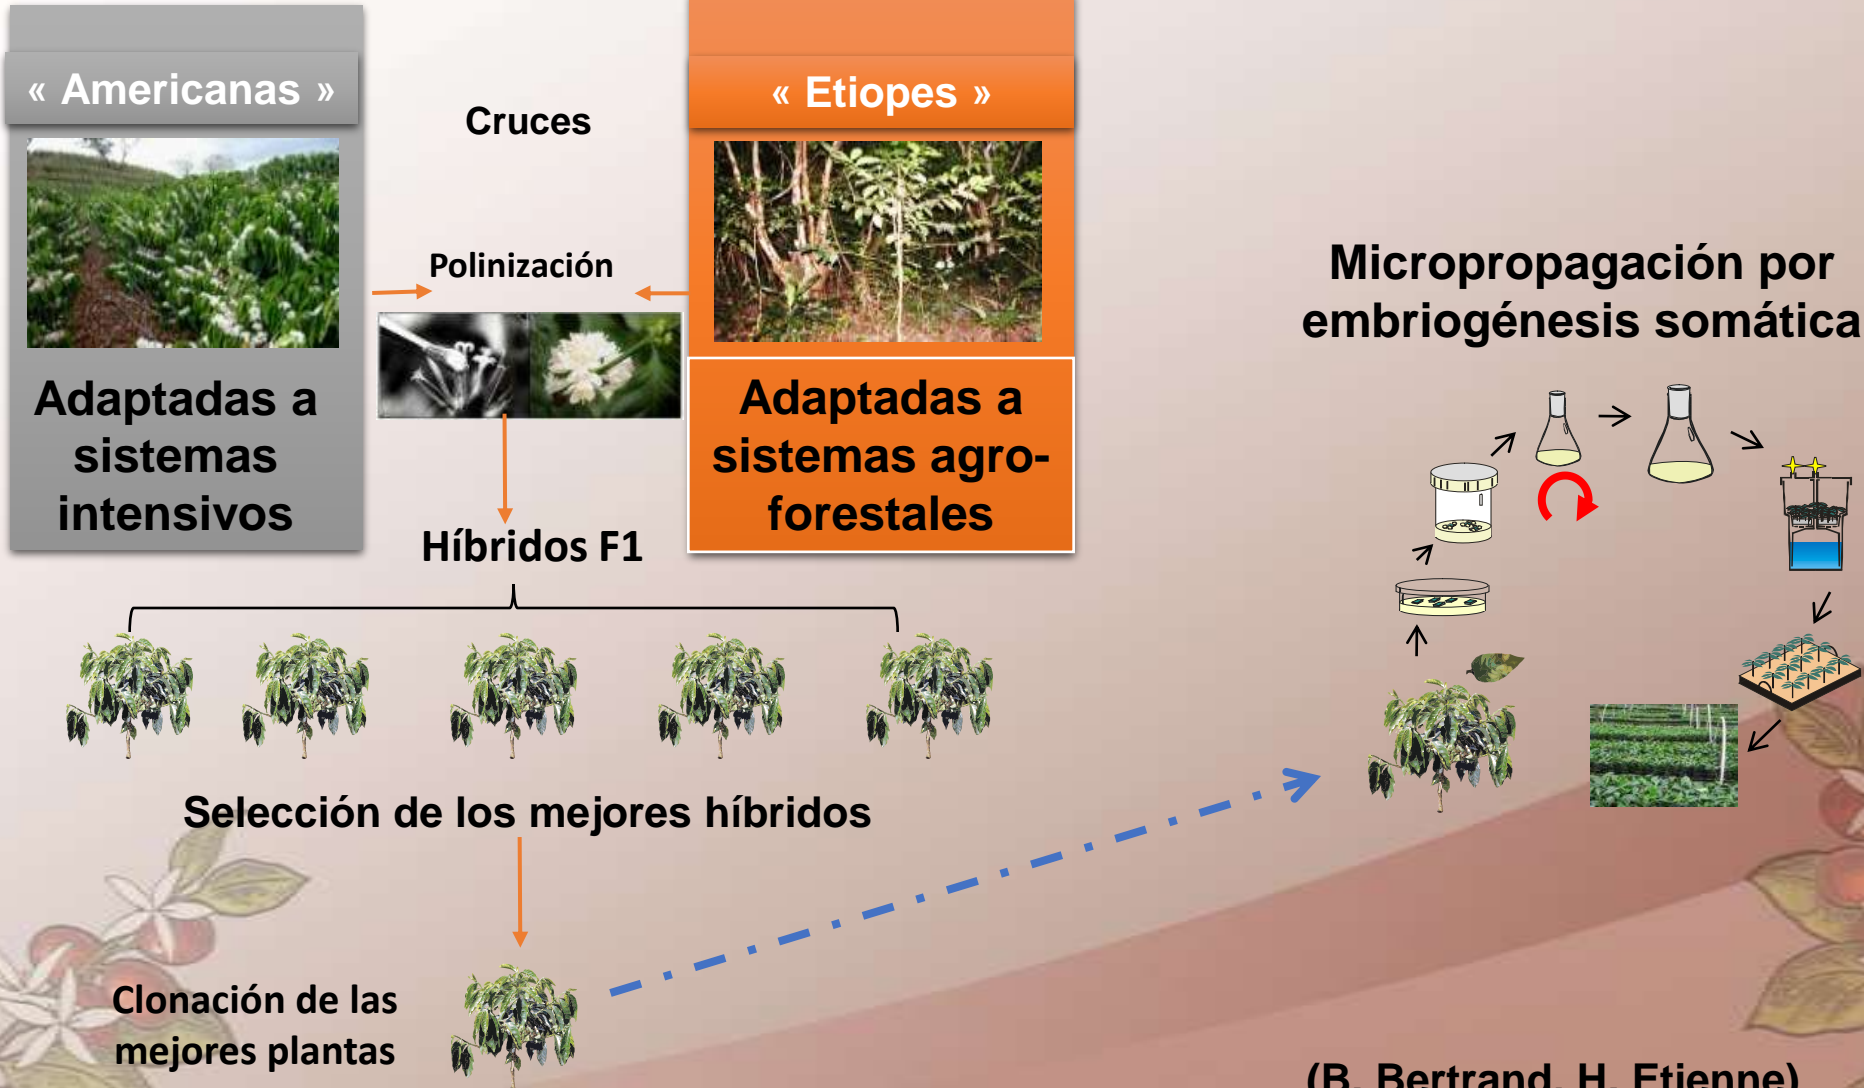 « Americanas »
Adaptadas a
sistemas
intensivos
Cruces
Polinización
« Etiopes »
Adaptadas a
sistemas agro-
forestales
Híbridos F1
Selección de los mejores híbridos
Clonación de las
mejores plantas
Micropropagación por
embriogénesis somática
(B. Bertrand, H. Etienne)